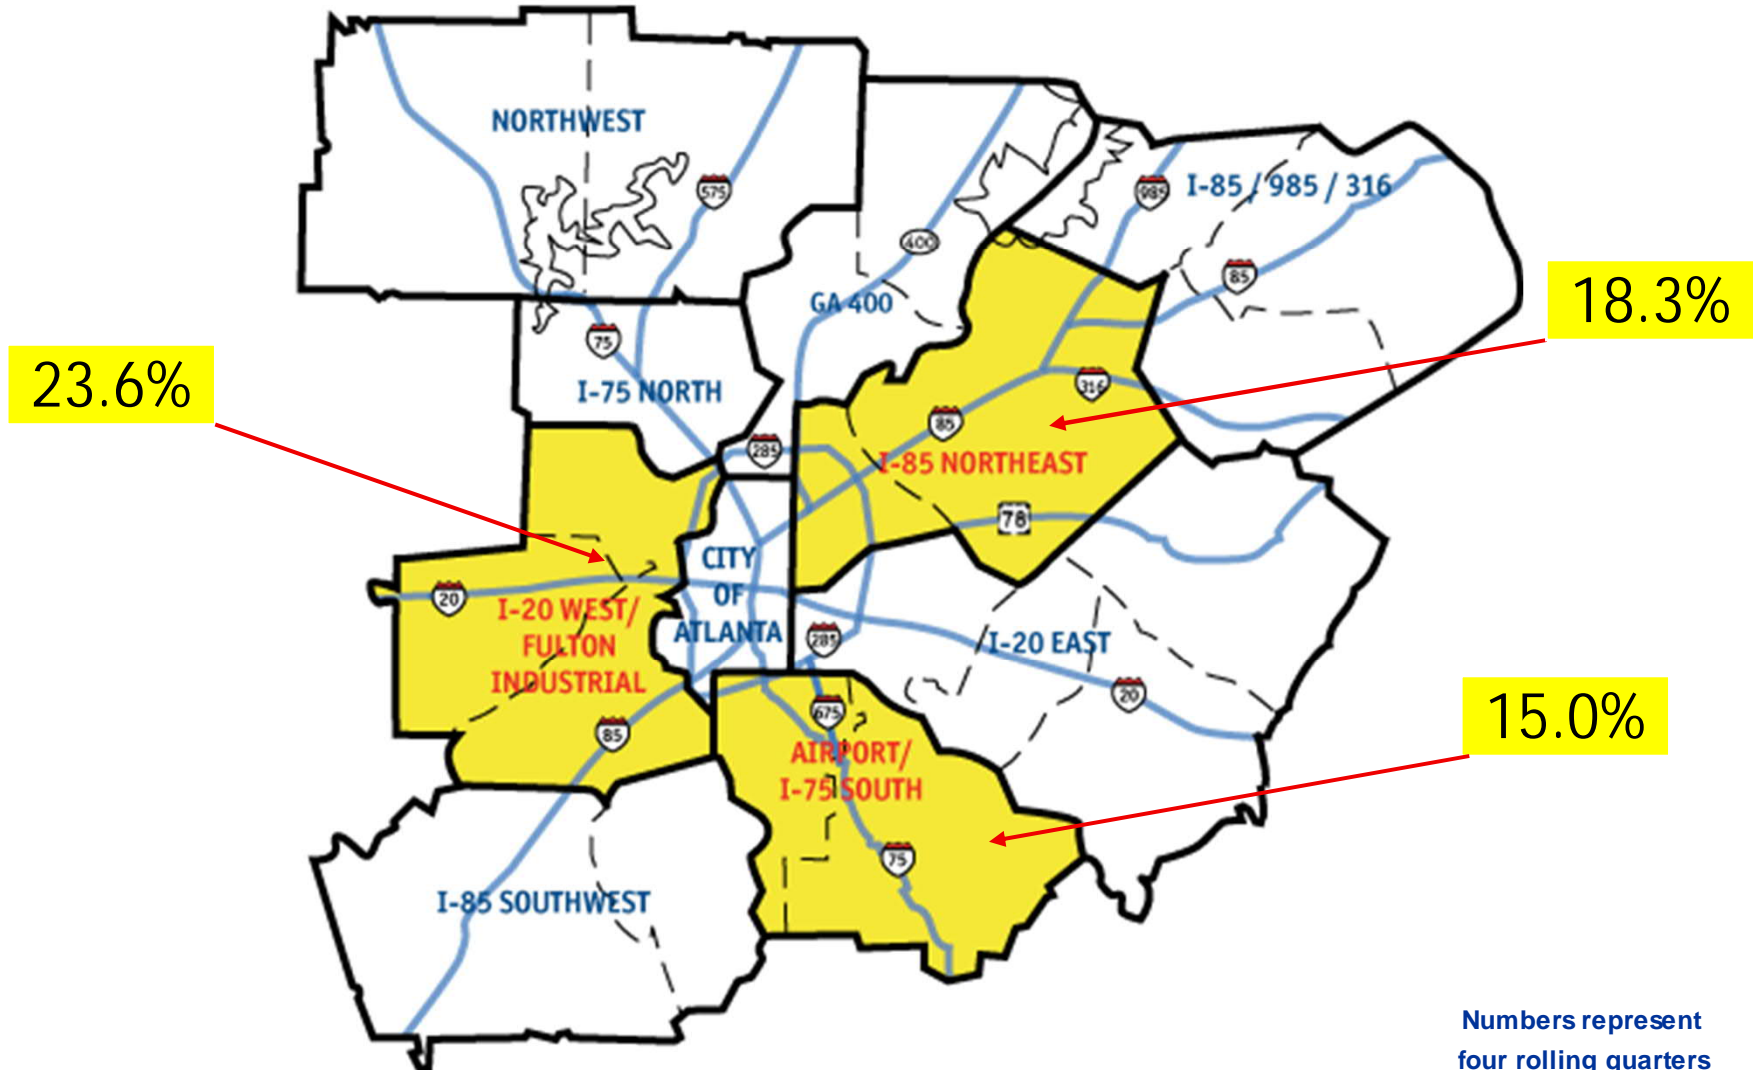 NORTHWEST
575
985
I-85 / 985 / 316
400
85
GA 400
18.3%
75
23.6%
I-75 NORTH
316
85
285
I-85 NORTHEAST
78
CITY
OF
ATLANTA
20
I-20 WEST/
FULTON
INDUSTRIAL
285
I-20 EAST
20
675
85
15.0%
AIRPORT/
I-75 SOUTH
75
I-85 SOUTHWEST
Numbers represent
four rolling quarters